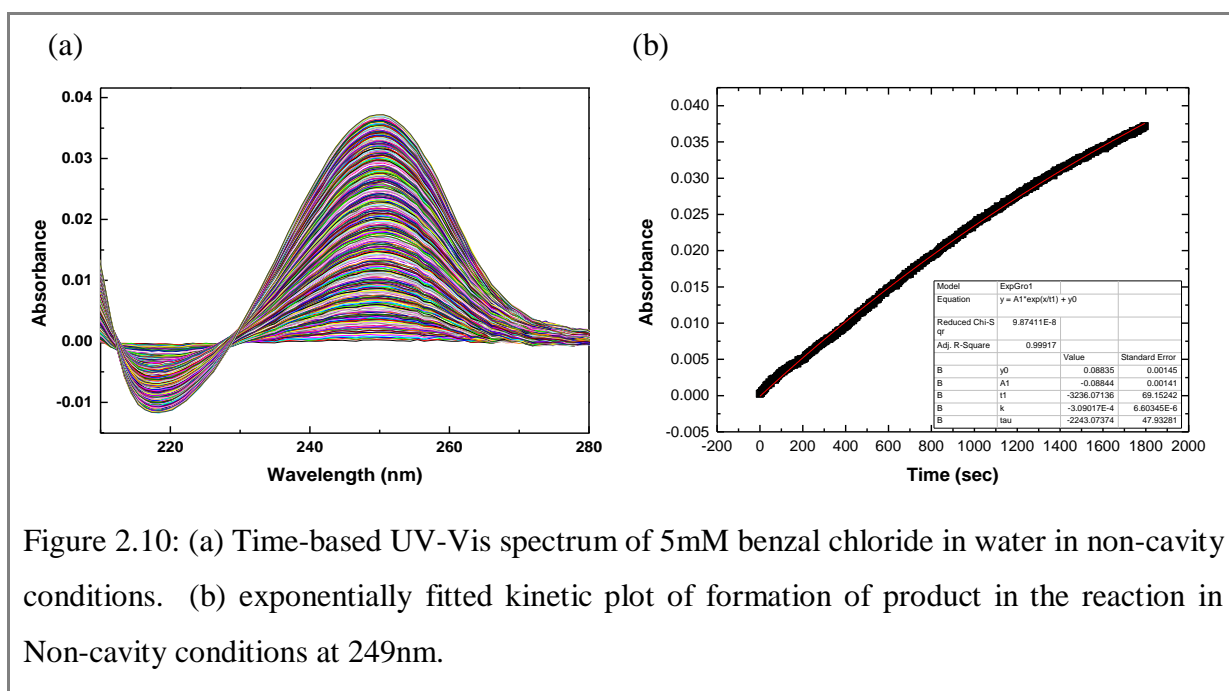 (a)
(b)
0.04
0.03
0.02
0.01
0.00
-0.01
Absorbance
220
240
260
280
Wavelength (nm)
0.040
0.035
0.030
0.025
0.020
0.015
0.010
0.005
0.000
-0.005
Absorbance
Model ExpGro1
Equation y = A1*exp(x/t1) + y0
Reduced Chi-S
qr 9.87411E-8
Adj. R-Square 0.99917
Value Standard Error
B y0 0.08835 0.00145
B A1 -0.08844 0.00141
B t1 -3236.07136 69.15242
B k -3.09017E-4 6.60345E-6
B tau -2243.07374 47.93281
-200 0 200 400 600 800 1000 1200 1400 1600 1800 2000
Time (sec)
Figure 2.10: (a) Time-based UV-Vis spectrum of 5mM benzal chloride in water in non-cavity
conditions. (b) exponentially fitted kinetic plot of formation of product in the reaction in
Non-cavity conditions at 249nm.